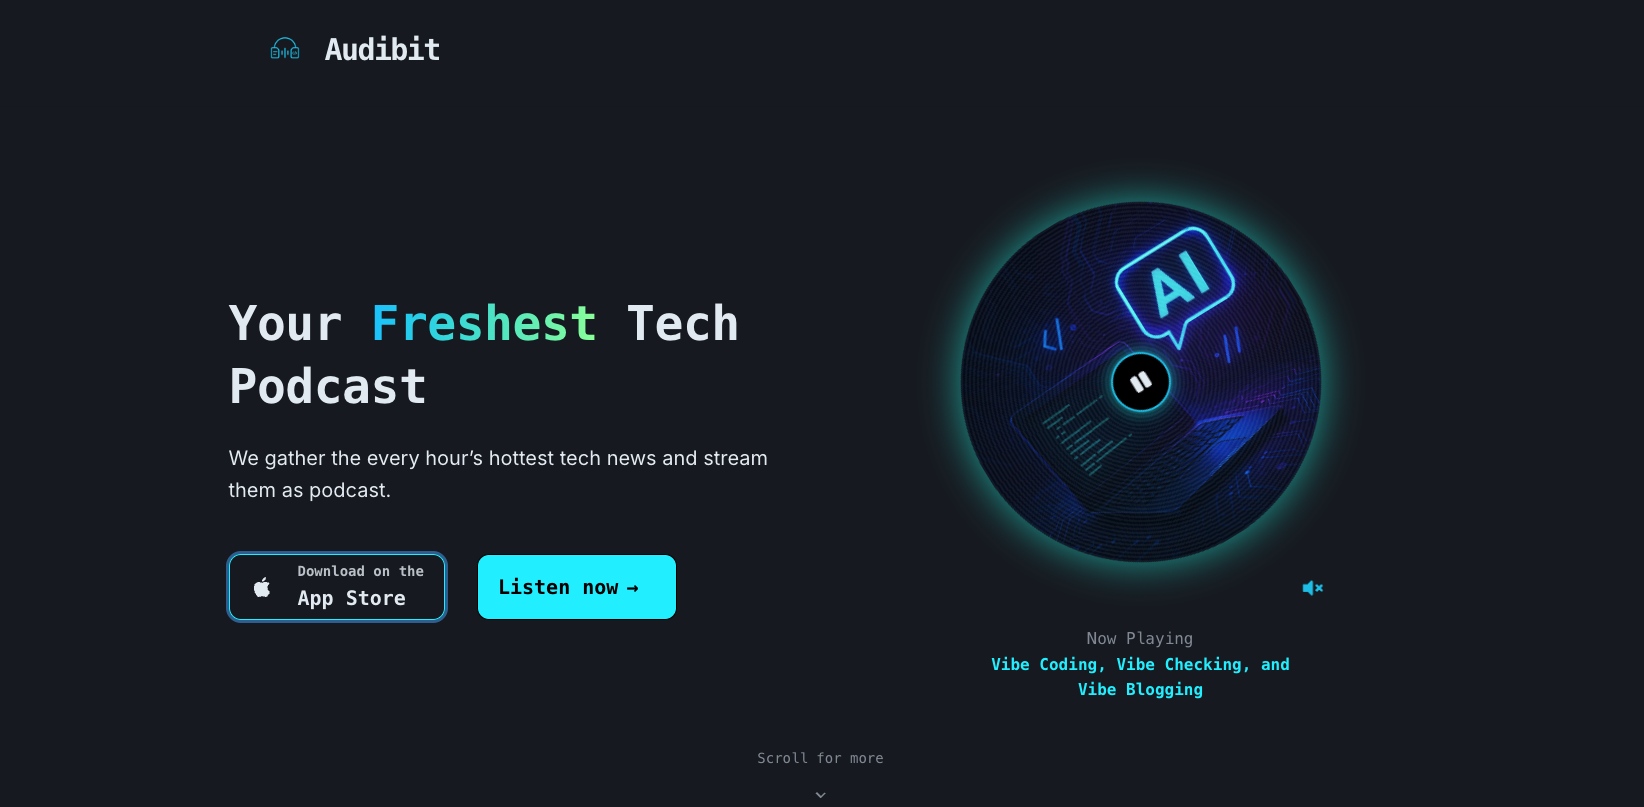 Audibit
Your Freshest Tech
Podcast
We gather the every hour’s hottest tech news and stream
them as podcast.
Download on the
App Store
Listen now →
AI
Now Playing
Vibe Coding, Vibe Checking, and
Vibe Blogging
Scroll for more